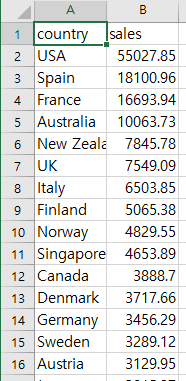 A B
1 country sales
2 USA 55027.85
3 Spain 18100.96
4 France 16693.94
5 Australia 10063.73
6 New Zeala 7845.78
7 UK 7549.09
8 Italy 6503.85
9 Finland 5065.38
10 Norway 4829.55
11 Singapore 4653.89
12 Canada 3888.7
13 Denmark 3717.66
14 Germany 3456.29
15 Sweden 3289.12
16 Austria 3129.95